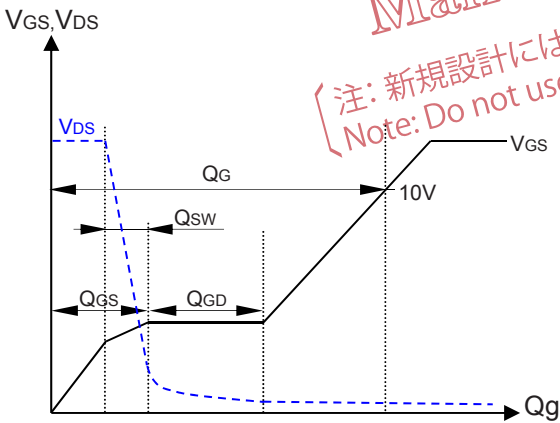 VGS,VDS
注: 新規設計には
Note: Do not use
VDS
VGS
QG
10V
QSW
QGS
QGD
Qg